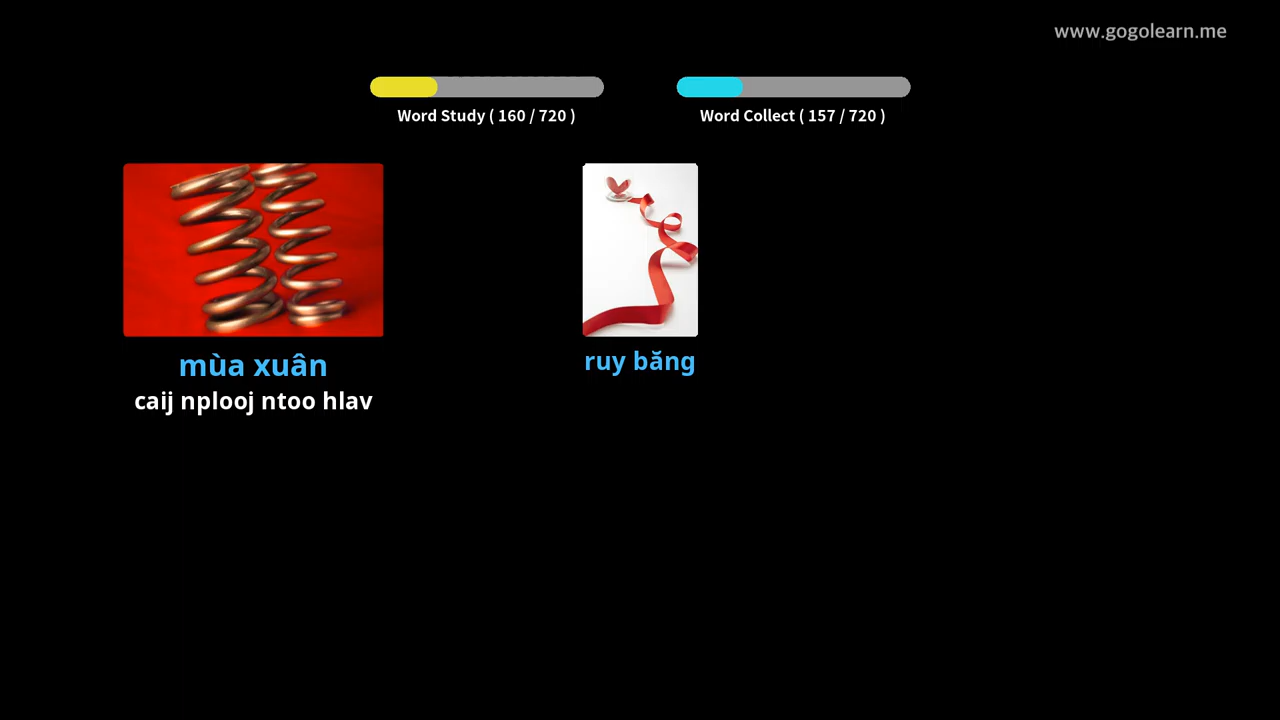 www.gogolearn.me
Word Study ( 160 / 720 )
Word Collect ( 157 / 720 )
mùa xuân
caij nplooj ntoo hlav
ruy băng